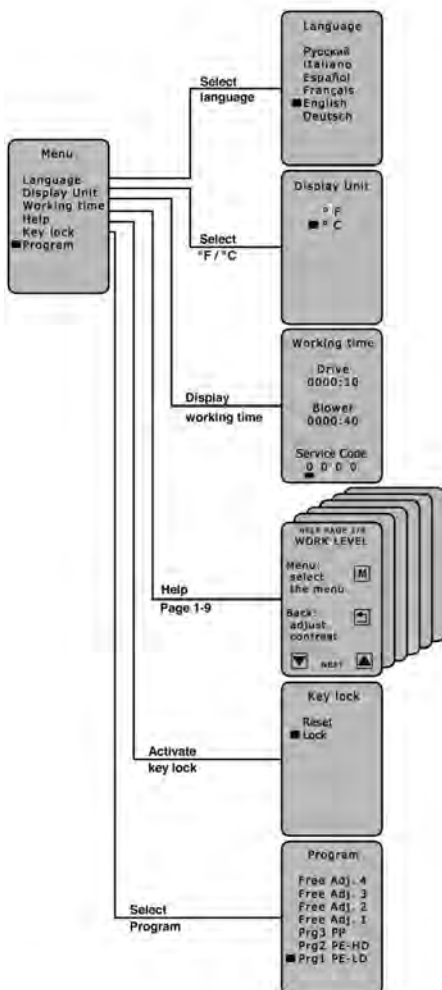 Menu
Language
Display Unit
Working time
Help
Key lock
Program
Select
language
Language
Русский
Italiano
Español
Français
English
Deutsch
Select
°F / °C
Display Unit
° F
° C
Display
working time
Working time
Drive
0000:10
Blower
0000:40
Service Code
0 0 0 0
Help
Page 1-9
HELP PAGE
WORK LEVEL
Menu:
select
the menu
M
Back:
adjust
contrast
NEXT
Activate
key lock
Key lock
Reset
Lock
Select
Program
Program
Free Adj. 4
Free Adj. 3
Free Adj. 2
Free Adj. 1
Prg3 PP
Prg2 PE-HD
Prg1 PE-LD